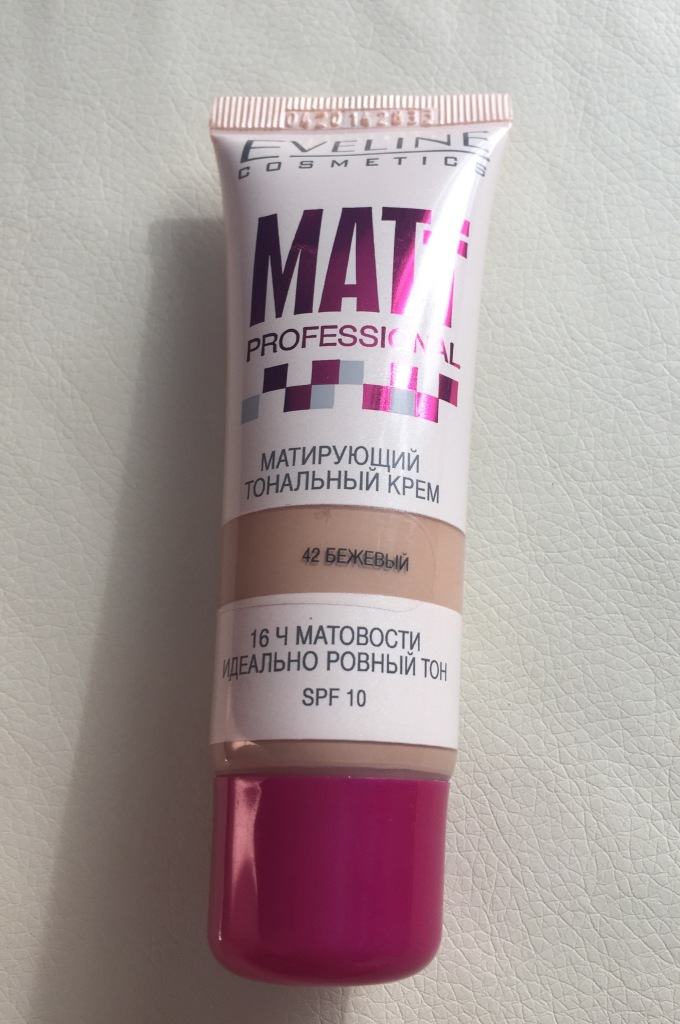 EVELINE
COSMETICS
MATT
PROFESSIONAL
МАТИРУЮЩИЙ
ТОНАЛЬНЫЙ КРЕМ
42 БЕЖЕВЫЙ
16 Ч МАТОВОСТИ
ИДЕАЛЬНО РОВНЫЙ ТОН
SPF 10